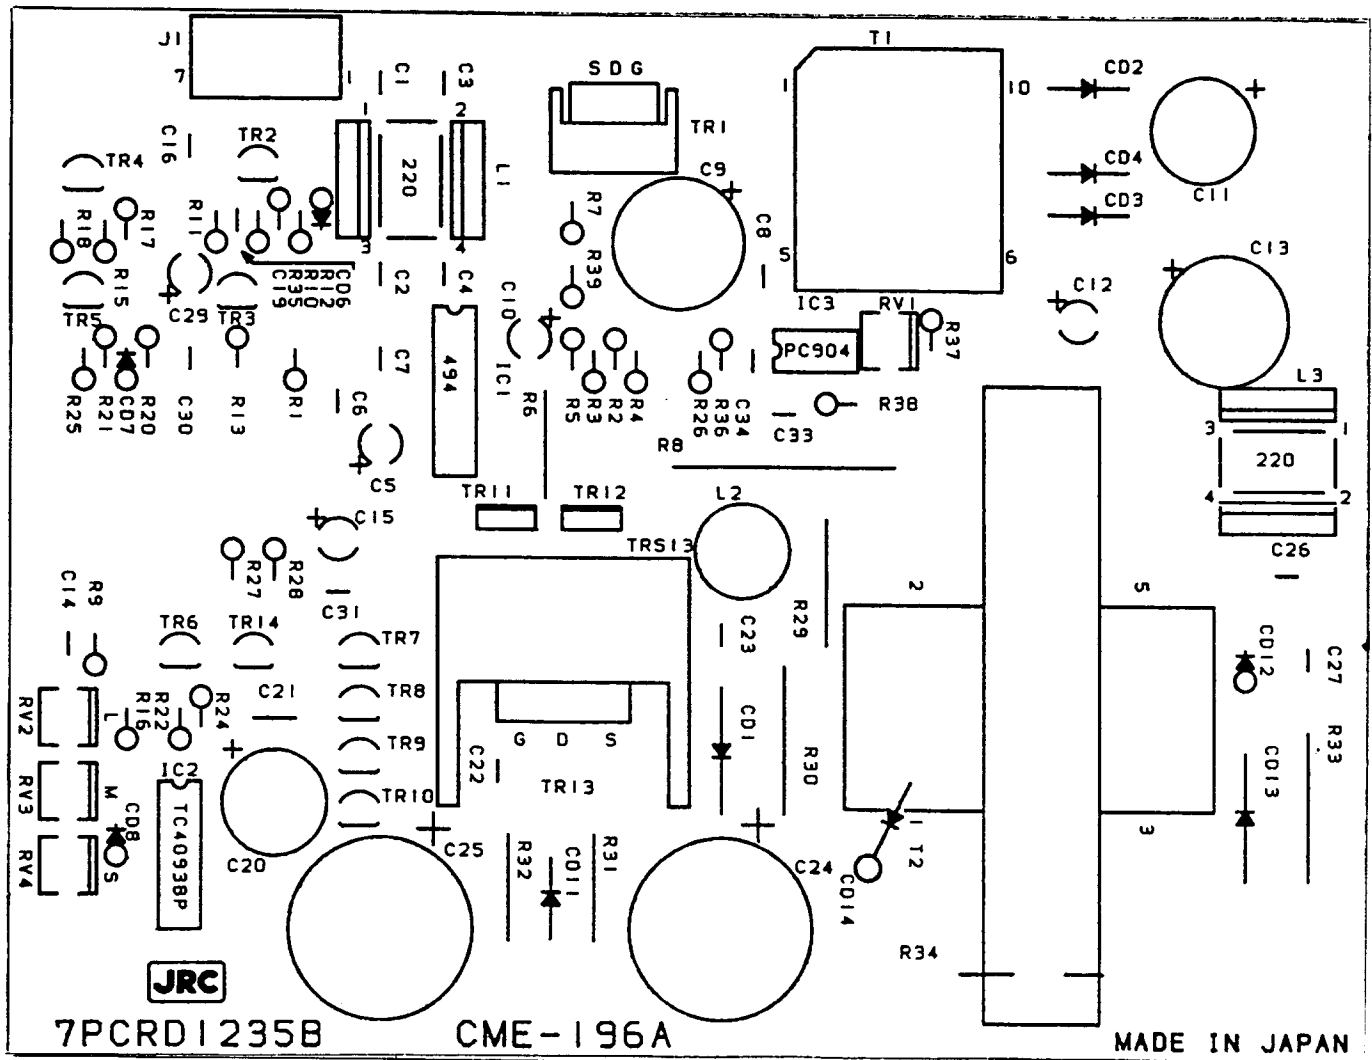 J1
7
1
C1
C3
SDG
TR1
T1
1
10
CD2
CD4
CD3
C11
C16
TR2
TR4
1
2
220
L1
3
4
R18
R17
R11
R15
TR5
C29
TR3
C19
R35
R10
R12
CD6
C2
C4
C9
C8
R7
R39
5
6
C10
IC1
494
C7
C6
R25
R21
CD7
R20
C30
R13
R1
C5
R6
R5
R3
R2
R4
R26
R36
C34
IC3
PC904
RV1
R37
R38
C33
C12
C13
L3
3
1
220
4
2
C26
R8
TR11
TR12
L2
C15
TRS13
R27
R28
C31
C14
R9
TR6
TR14
TR7
TR8
TR9
TR10
C23
R29
2
5
CD12
C27
RV2
L
R16
R22
R24
C21
IC2
RV3
M
CD8
RV4
S
TC4093BP
C20
G D S
C22
TR13
CD1
R30
CD13
R33
1
T2
3
C25
R32
CD11
R31
C24
CD14
R34
JRC
7PCRD1235B
CME-196A
MADE IN JAPAN